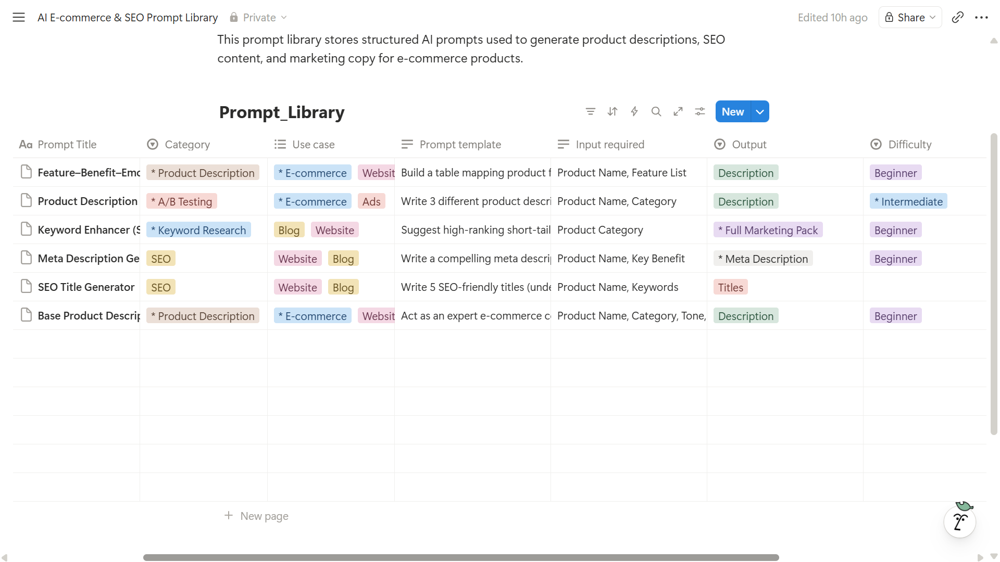 AI E-commerce & SEO Prompt Library Private Edited 10h ago Share
This prompt library stores structured AI prompts used to generate product descriptions, SEO
content, and marketing copy for e-commerce products.
Prompt_Library New
Aa Prompt Title Category Use case Prompt template Input required Output Difficulty
Feature–Benefit–Emo * Product Description * E-commerce Websit Build a table mapping product f Product Name, Feature List Description Beginner
Product Description * A/B Testing * E-commerce Ads Write 3 different product descri Product Name, Category Description * Intermediate
Keyword Enhancer (S * Keyword Research Blog Website Suggest high-ranking short-tail Product Category * Full Marketing Pack Beginner
Meta Description Ge SEO Website Blog Write a compelling meta descrip Product Name, Key Benefit * Meta Description Beginner
SEO Title Generator SEO Website Blog Write 5 SEO-friendly titles (unde Product Name, Keywords Titles
Base Product Descrip * Product Description * E-commerce Websit Act as an expert e-commerce co Product Name, Category, Tone, Description Beginner
New page